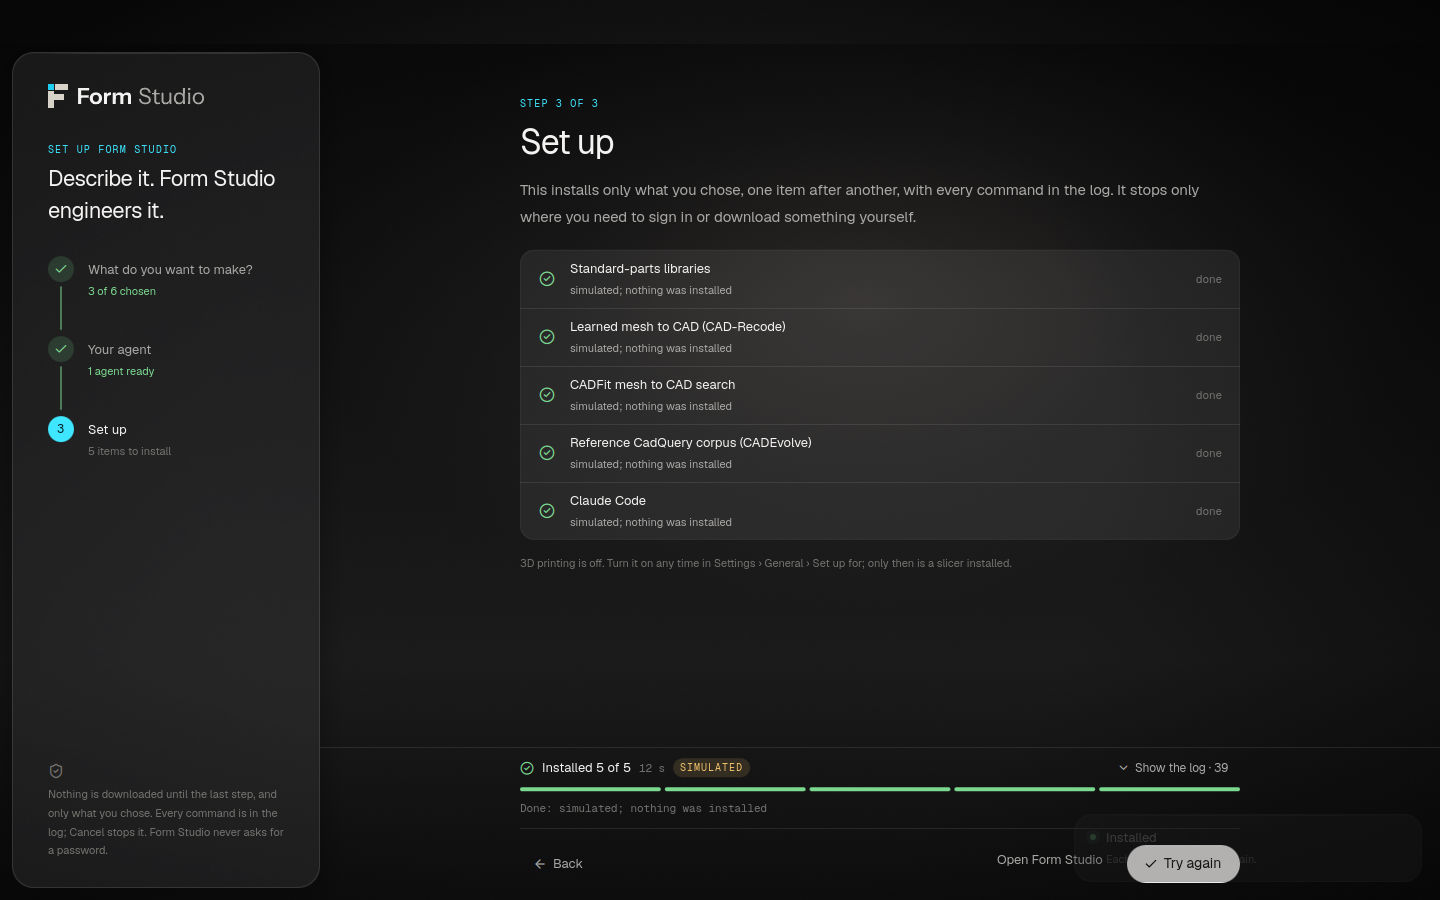 Form Studio
SET UP FORM STUDIO
Describe it. Form Studio
engineers it.
What do you want to make?
3 of 6 chosen
Your agent
1 agent ready
3
Set up
5 items to install
Nothing is downloaded until the last step, and
only what you chose. Every command is in the
log; Cancel stops it. Form Studio never asks for
a password.
STEP 3 OF 3
Set up
This installs only what you chose, one item after another, with every command in the log. It stops only
where you need to sign in or download something yourself.
Standard-parts libraries
simulated; nothing was installed
done
Learned mesh to CAD (CAD-Recode)
simulated; nothing was installed
done
CADFit mesh to CAD search
simulated; nothing was installed
done
Reference CadQuery corpus (CADEvolve)
simulated; nothing was installed
done
Claude Code
simulated; nothing was installed
done
3D printing is off. Turn it on any time in Settings › General › Set up for; only then is a slicer installed.
Installed 5 of 5 12 s SIMULATED
Show the log · 39
Done: simulated; nothing was installed
Installed
Back
Open Form Studio
Try again